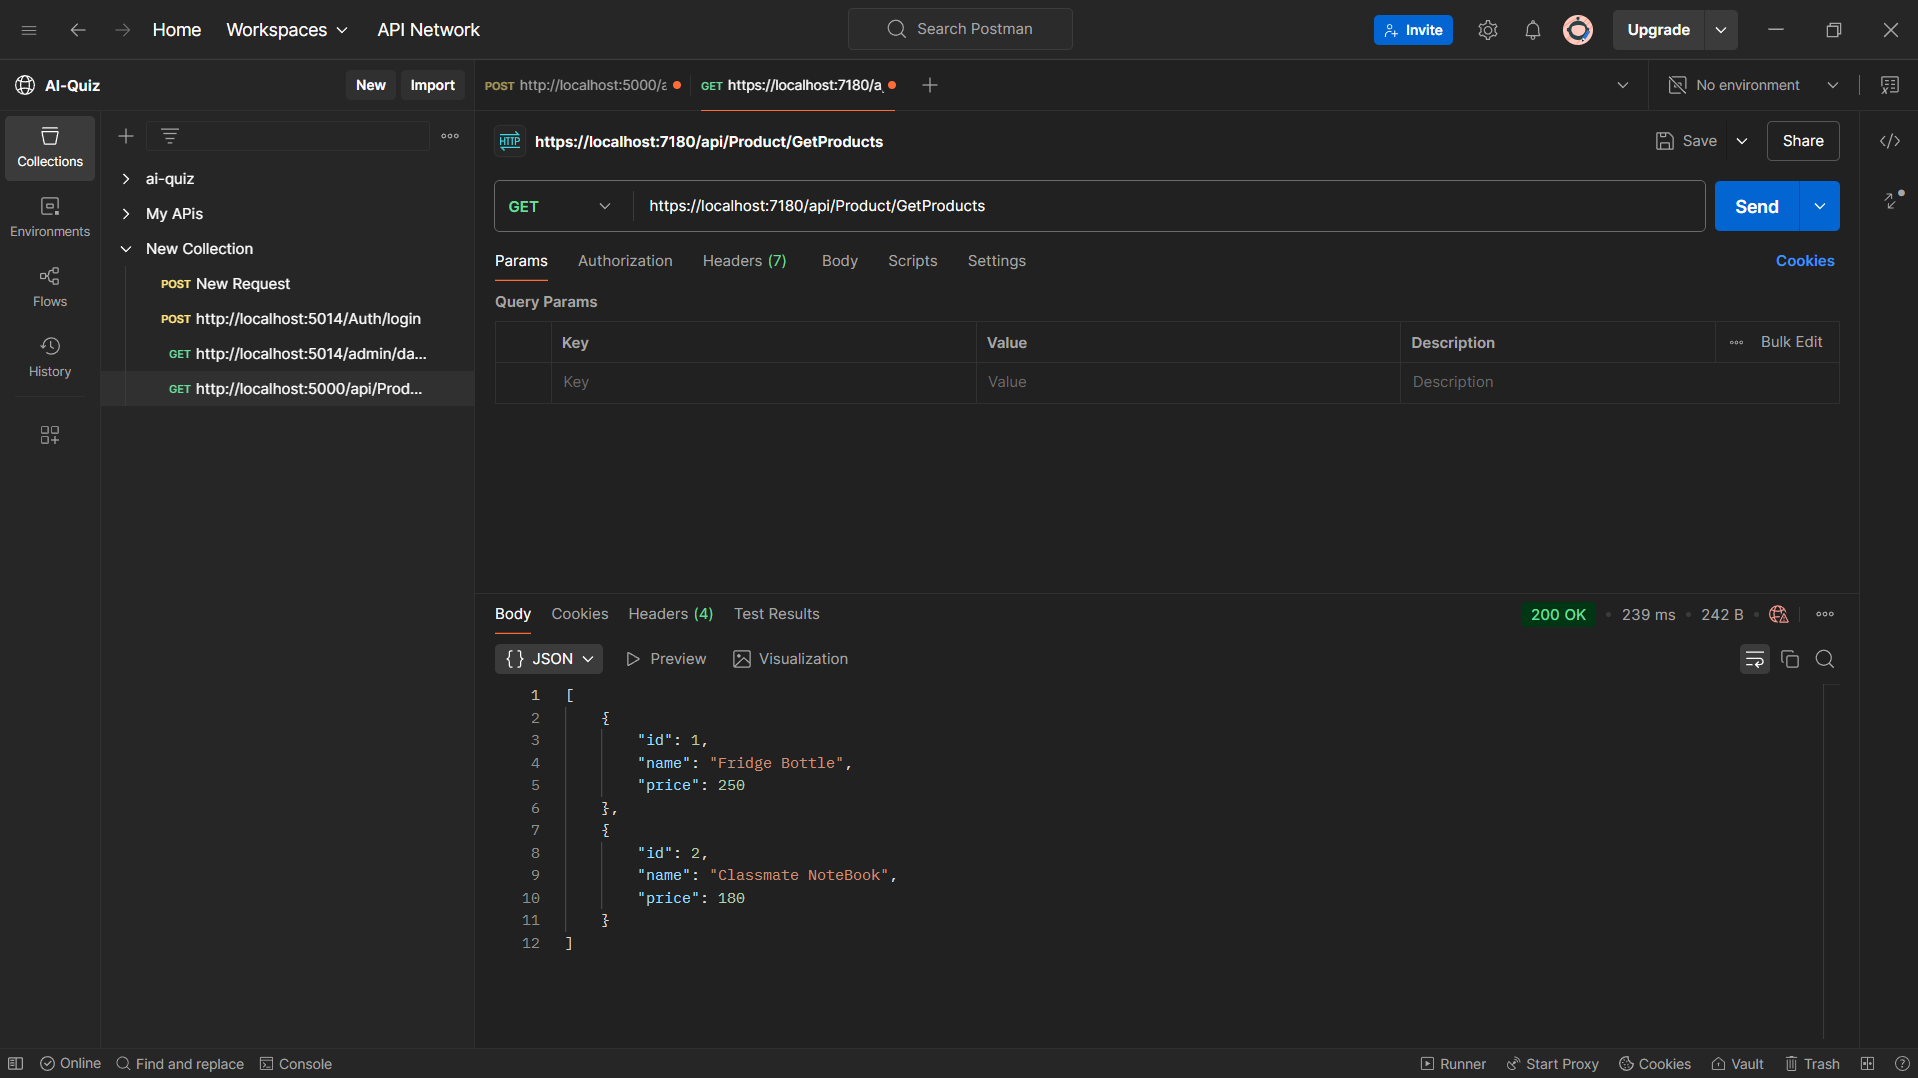 Home Workspaces API Network Search Postman Invite Upgrade
AI-Quiz New Import POST http://localhost:5000/a GET https://localhost:7180/a No environment
Collections
Environments
Flows
History
ai-quiz
My APis
New Collection
POST New Request
POST http://localhost:5014/Auth/login
GET http://localhost:5014/admin/da...
GET http://localhost:5000/api/Prod...
HTTP https://localhost:7180/api/Product/GetProducts Save Share
GET https://localhost:7180/api/Product/GetProducts Send
Params Authorization Headers (7) Body Scripts Settings Cookies
Query Params
Key Value Description Bulk Edit
Key Value Description
Body Cookies Headers (4) Test Results 200 OK 239 ms 242 B
{} JSON Preview Visualization
1 [
2 {
3 "id": 1,
4 "name": "Fridge Bottle",
5 "price": 250
6 },
7 {
8 "id": 2,
9 "name": "Classmate NoteBook",
10 "price": 180
11 }
12 ]
Online Find and replace Console Runner Start Proxy Cookies Vault Trash